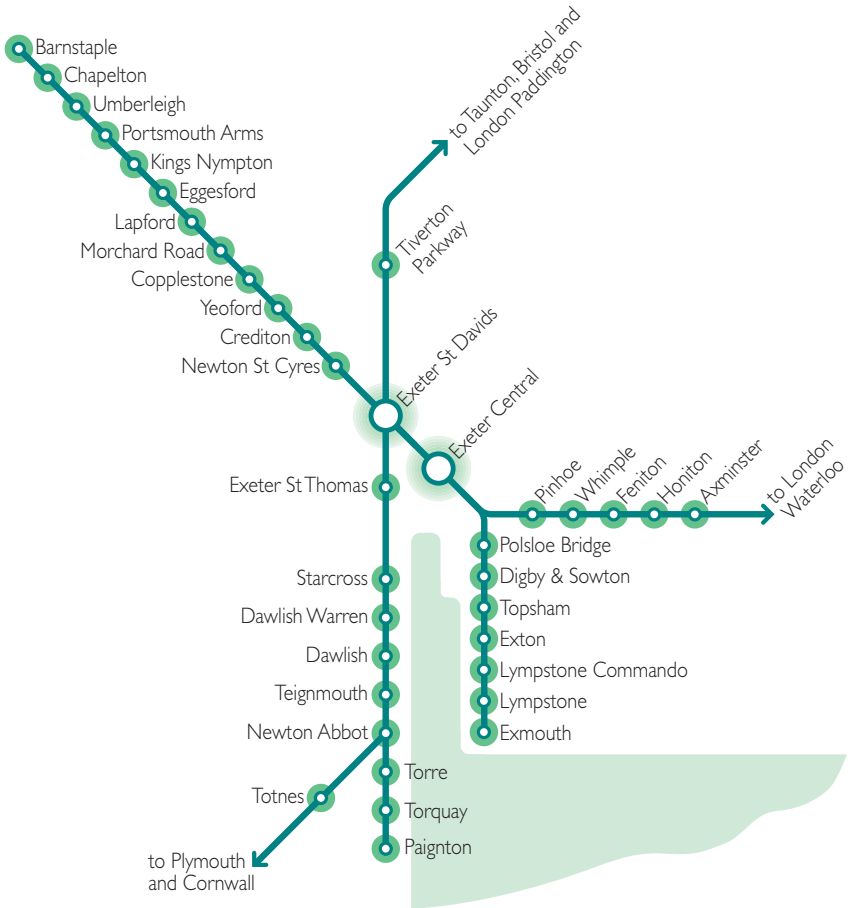 Barnstaple
Chapelton
Umberleigh
Portsmouth Arms
Kings Nympton
Eggesford
Lapford
Morchard Road
Copplestone
Yeoford
Crediton
Newton St Cyres
to Taunton, Bristol and
London Paddington
Tiverton
Parkway
Exeter St Davids
Exeter Central
Exeter St Thomas
Pinhoe
Whimple
Feniton
Honiton
Axminster
to London
Waterloo
Polsloe Bridge
Digby & Sowton
Topsham
Exton
Lympstone Commando
Lympstone
Exmouth
Starcross
Dawlish Warren
Dawlish
Teignmouth
Newton Abbot
Torre
Torquay
Paignton
Totnes
to Plymouth
and Cornwall